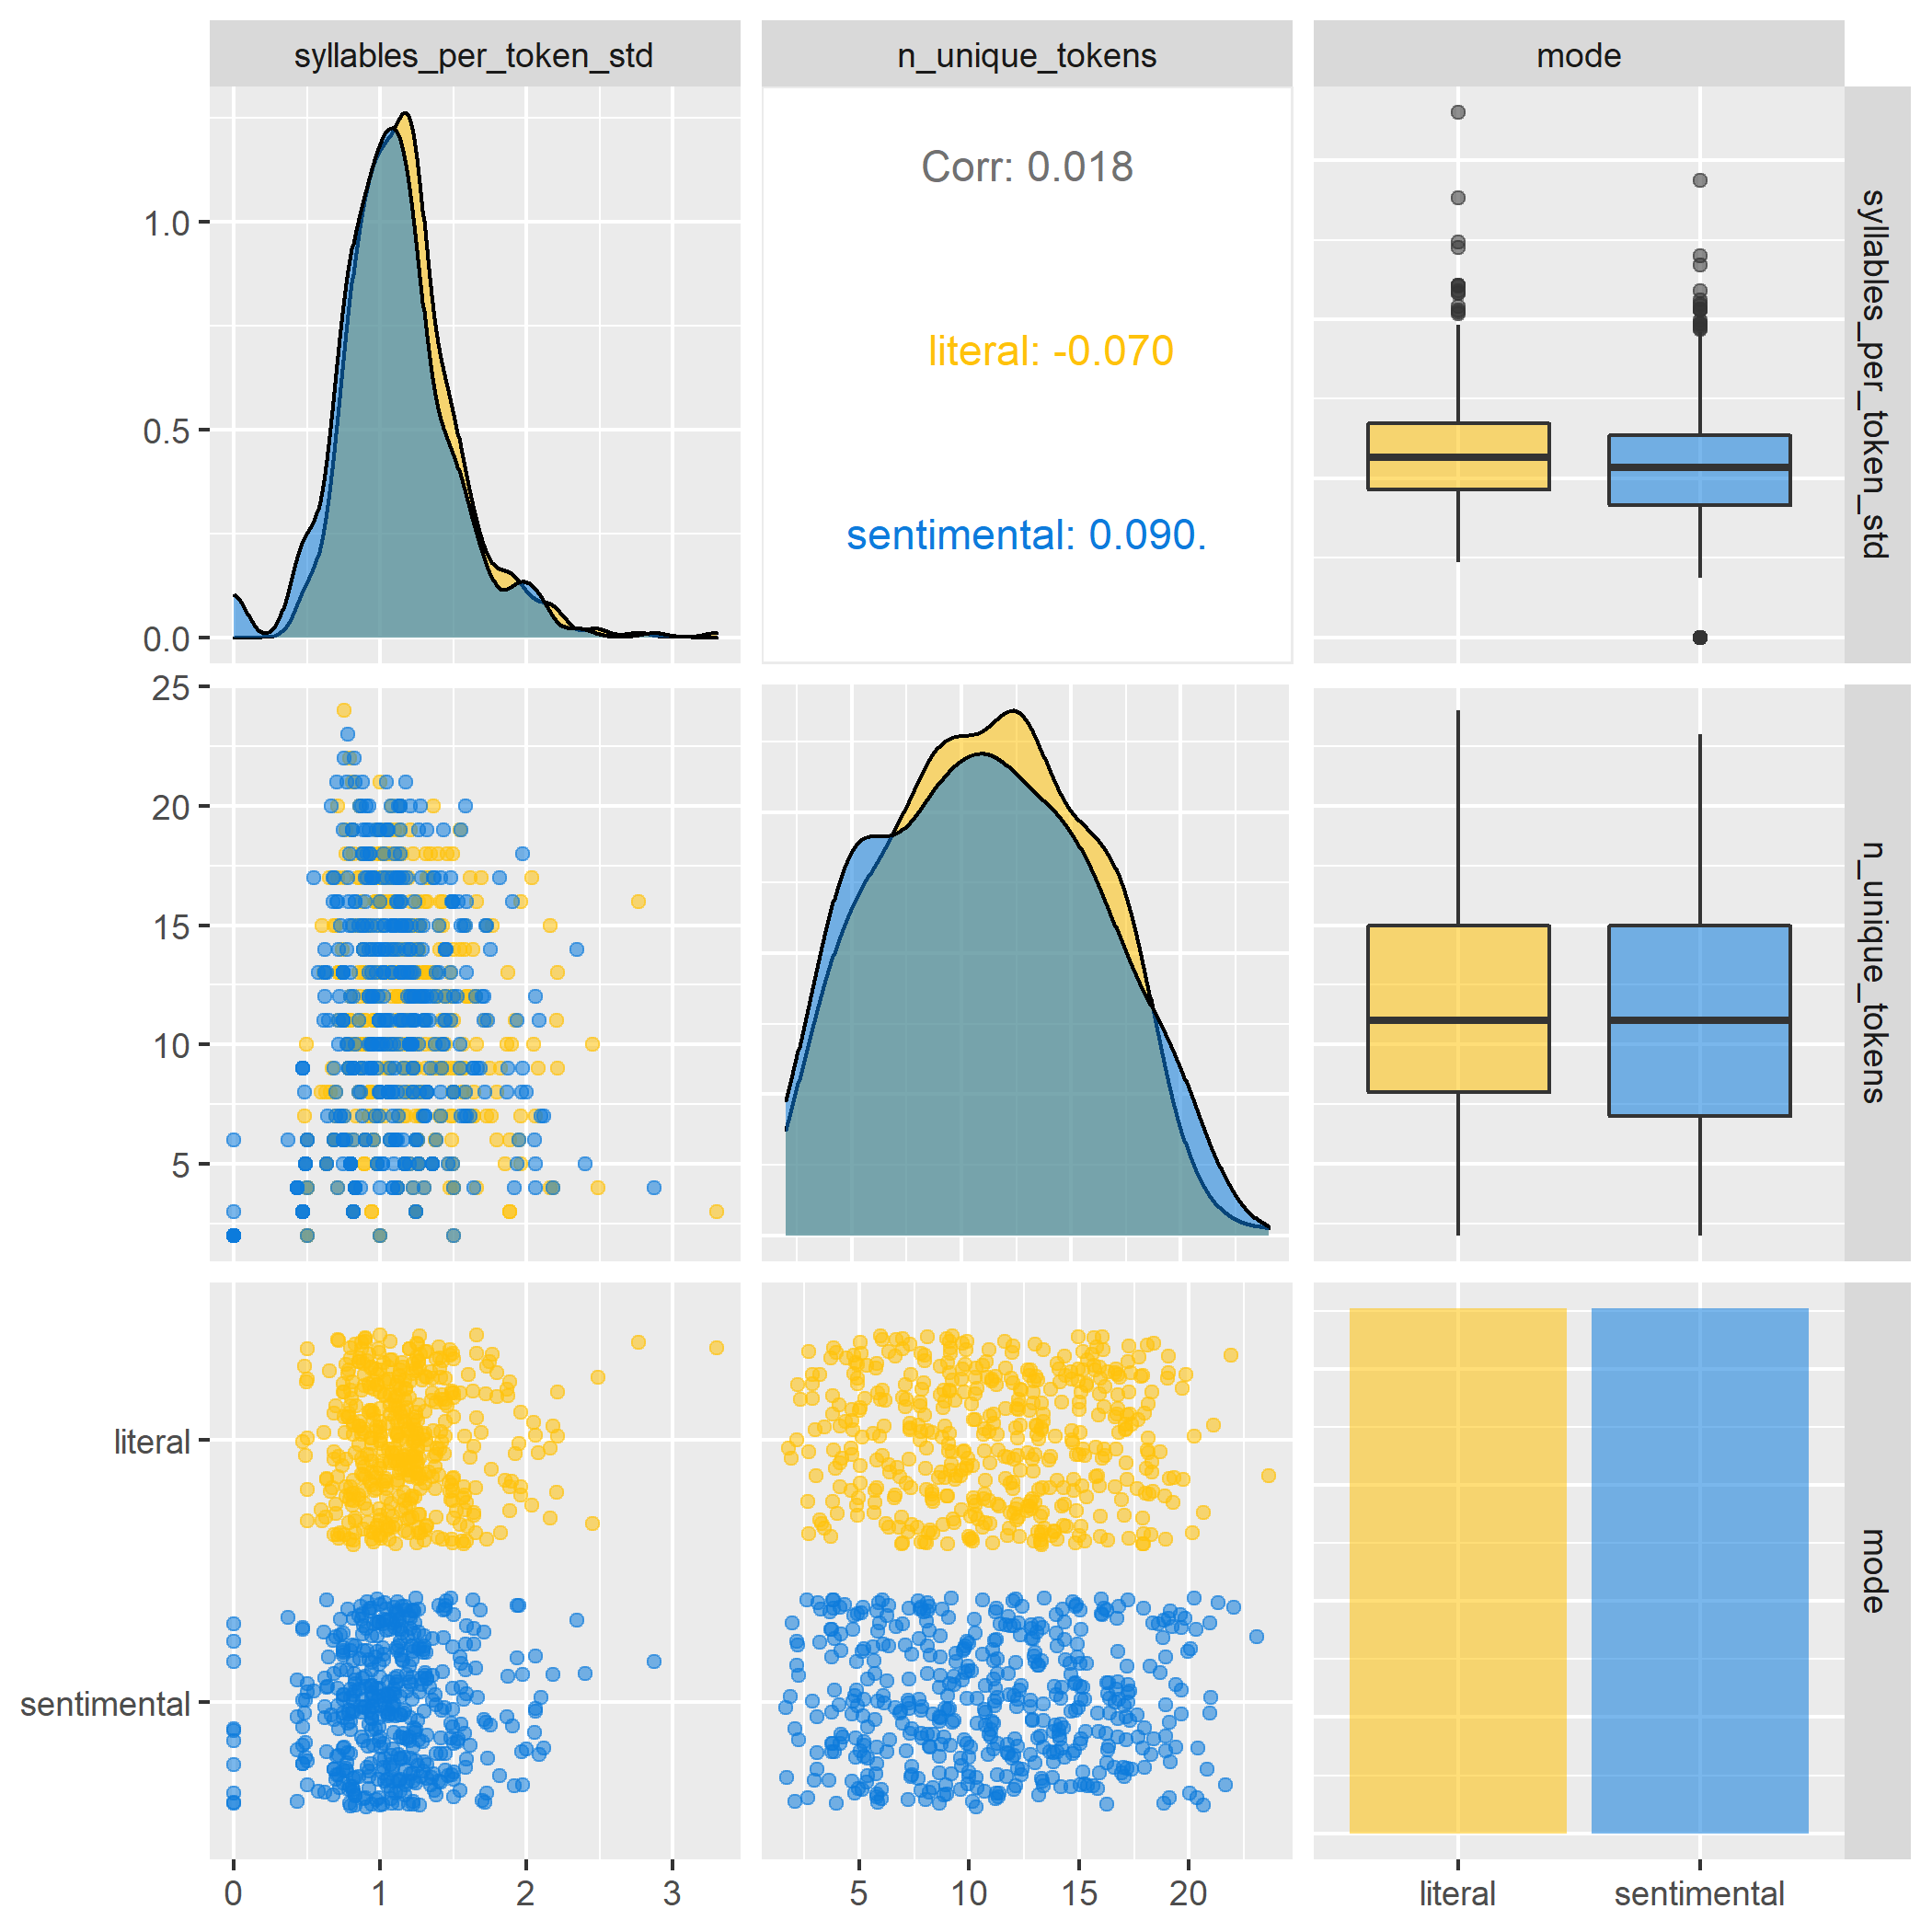 syllables_per_token_std
n_unique_tokens
mode
1.0
0.5
0.0
Corr: 0.018
literal: -0.070
sentimental: 0.090.
syllables_per_token_std
25
20
15
10
5
n_unique_tokens
literal
sentimental
mode
0 1 2 3
5 10 15 20
literal sentimental